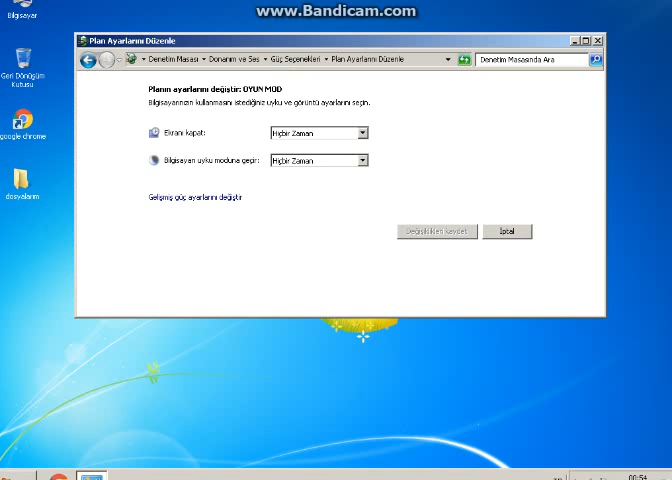 www.Bandicam.com
Bilgisayar
Plan Ayarlarını Düzenle
Denetim Masası Donanım ve Ses Güç Seçenekleri Plan Ayarlarını Düzenle
Denetim Masasında Ara
Geri Dönüşüm
Kutusu
Planın ayarlarını değiştir: OYUN MOD
Bilgisayarınızın kullanmasını istediğiniz uyku ve görüntü ayarlarını seçin.
google chrome
Ekranı kapat:
Hiçbir Zaman
Bilgisayarı uyku moduna geçir:
Hiçbir Zaman
dosyalarım
Gelişmiş güç ayarlarını değiştir
Değişiklikleri kaydet
İptal
00:54